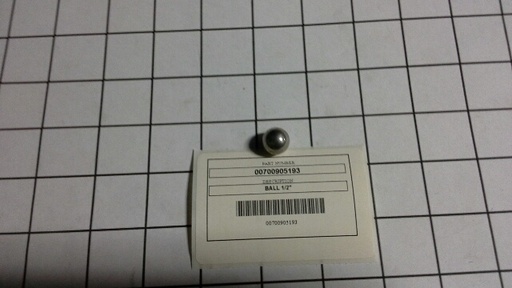 PART NUMBER
00700905193
DESCRIPTION
BALL 1/2"
00700905193